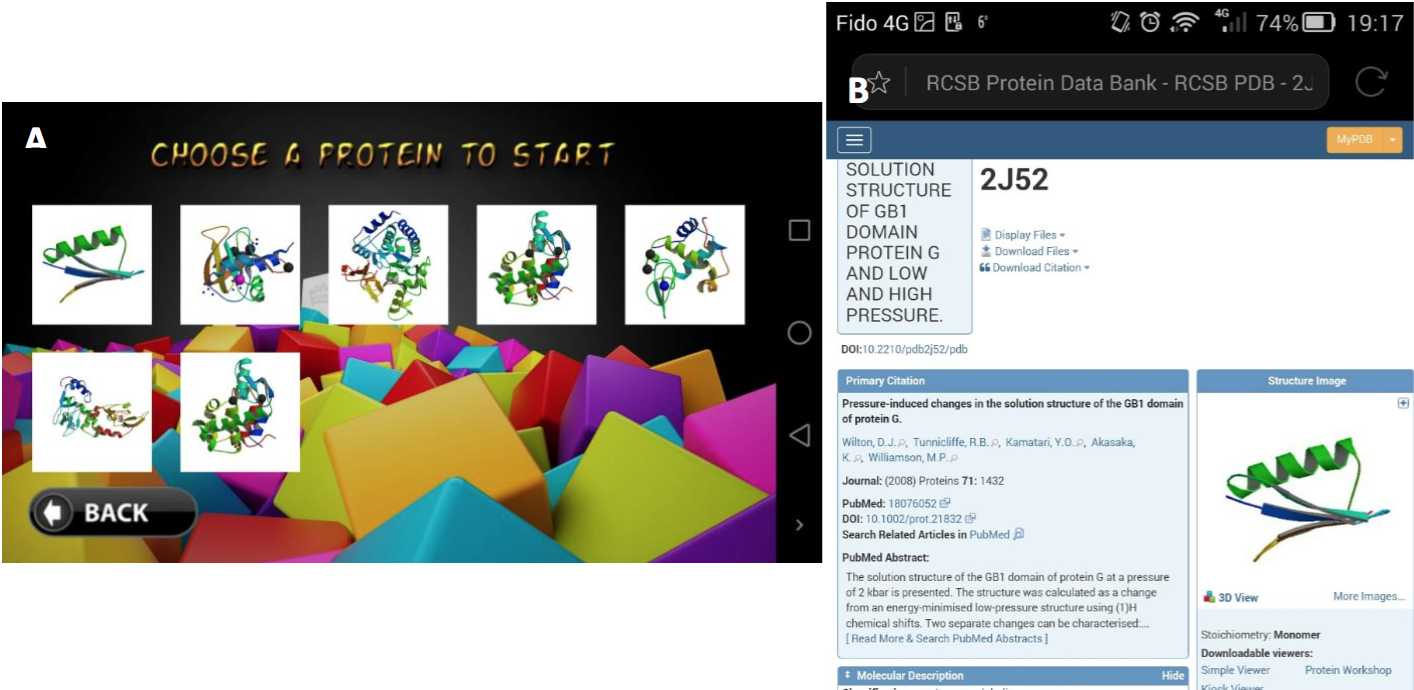 A
CHOOSE A PROTEIN TO START
BACK
Fido 4G 6° 4G 74% 19:17
B
RCSB Protein Data Bank - RCSB PDB - 2J
MyPDB
SOLUTION
STRUCTURE
OF GB1
DOMAIN
PROTEIN G
AND LOW
AND HIGH
PRESSURE.
2J52
Display Files
Download Files
Download Citation
DOI:10.2210/pdb2j52/pdb
Primary Citation
Pressure-induced changes in the solution structure of the GB1 domain
of protein G.
Wilton, D.J., Tunnicliffe, R.B., Kamatari, Y.O., Akasaka,
K., Williamson, M.P.
Journal: (2008) Proteins 71: 1432
PubMed: 18076052
DOI: 10.1002/prot.21832
Search Related Articles in PubMed
PubMed Abstract:
The solution structure of the GB1 domain of protein G at a pressure
of 2 kbar is presented. The structure was calculated as a change
from an energy-minimised low-pressure structure using (1)H
chemical shifts. Two separate changes can be characterised:...
[ Read More & Search PubMed Abstracts ]
Molecular Description Hide
Structure Image
3D View More Images...
Stoichiometry: Monomer
Downloadable viewers:
Simple Viewer Protein Workshop
Kiosk Viewer